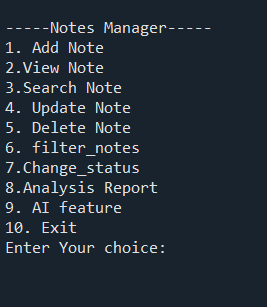 -----Notes Manager-----
1. Add Note
2.View Note
3.Search Note
4. Update Note
5. Delete Note
6. filter_notes
7.Change_status
8.Analysis Report
9. AI feature
10. Exit
Enter Your choice: